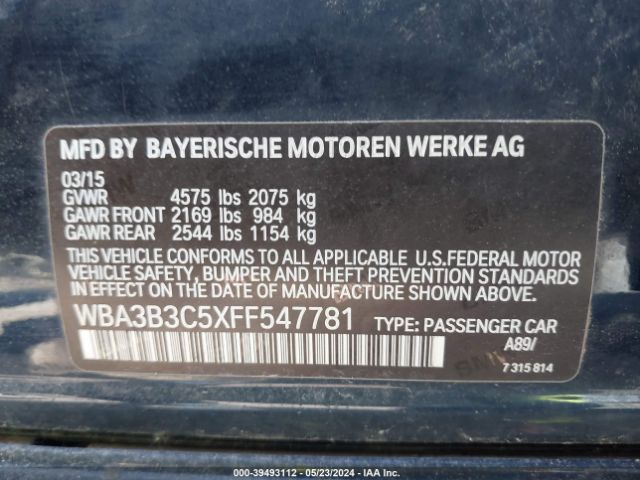 MFD BY BAYERISCHE MOTOREN WERKE AG
03/15
GVWR 4575 lbs 2075 kg
GAWR FRONT 2169 lbs 984 kg
GAWR REAR 2544 lbs 1154 kg
THIS VEHICLE CONFORMS TO ALL APPLICABLE U.S.FEDERAL MOTOR
VEHICLE SAFETY, BUMPER AND THEFT PREVENTION STANDARDS
IN EFFECT ON THE DATE OF MANUFACTURE SHOWN ABOVE.
WBA3B3C5XFF547781 TYPE: PASSENGER CAR
A89/
7 315 814
000-39493112 - 05/23/2024 - IAA Inc.